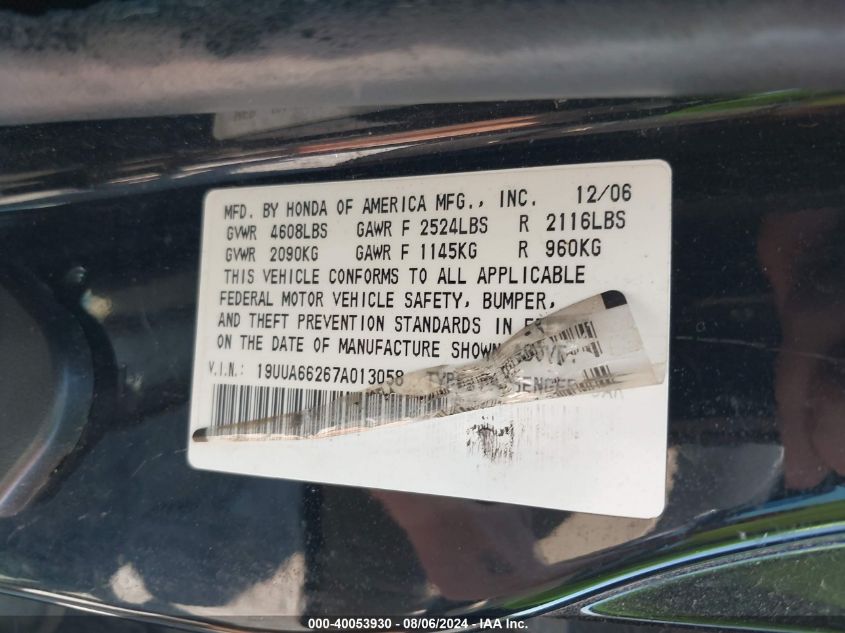 MFD. BY HONDA OF AMERICA MFG., INC. 12/06
GVWR 4608LBS GAWR F 2524LBS R 2116LBS
GVWR 2090KG GAWR F 1145KG R 960KG
THIS VEHICLE CONFORMS TO ALL APPLICABLE
FEDERAL MOTOR VEHICLE SAFETY, BUMPER,
AND THEFT PREVENTION STANDARDS IN
ON THE DATE OF MANUFACTURE SHOWN
V.I.N.: 19UUA66267A013058 TYPE
000-40053930 - 08/06/2024 - IAA Inc.